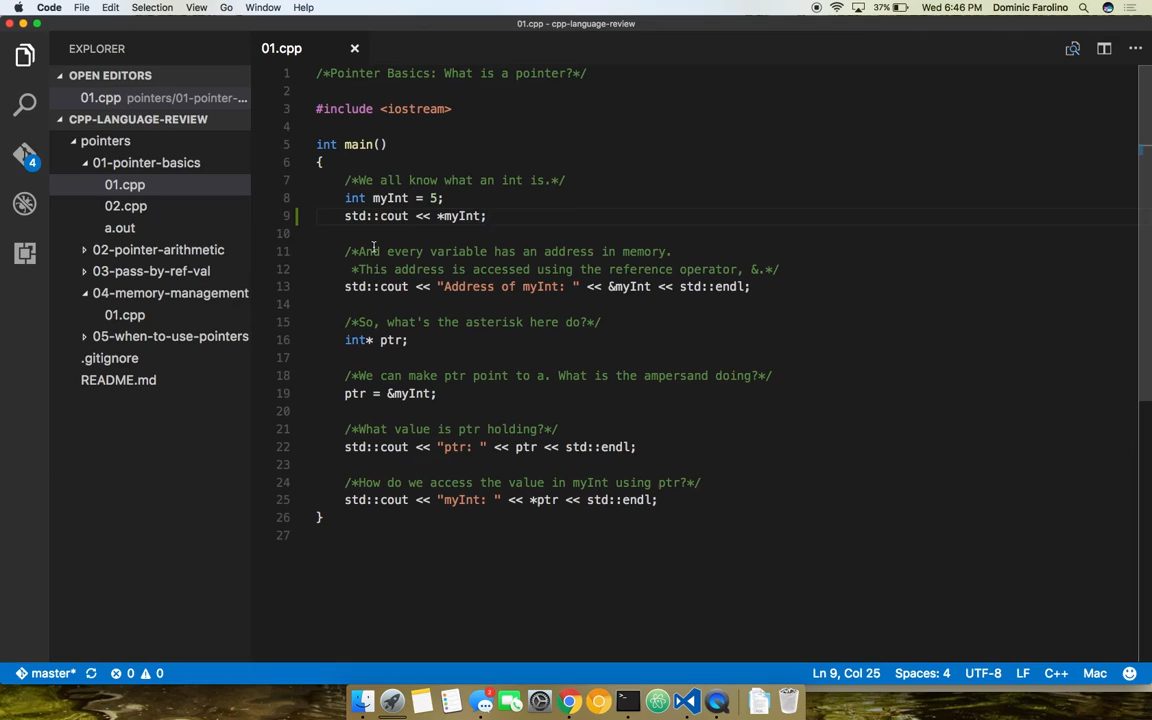 Code File Edit Selection View Go Window Help 37% Wed 6:46 PM Dominic Farolino
01.cpp - cpp-language-review
EXPLORER
OPEN EDITORS
01.cpp pointers/01-pointer-...
CPP-LANGUAGE-REVIEW
pointers
01-pointer-basics
01.cpp
02.cpp
a.out
02-pointer-arithmetic
03-pass-by-ref-val
04-memory-management
01.cpp
05-when-to-use-pointers
.gitignore
README.md
4
01.cpp
1 /*Pointer Basics: What is a pointer?*/
2
3 #include <iostream>
4
5 int main()
6 {
7 /*We all know what an int is.*/
8 int myInt = 5;
9 std::cout << *myInt;
10
11 /*And every variable has an address in memory.
12 *This address is accessed using the reference operator, &.*/
13 std::cout << "Address of myInt: " << &myInt << std::endl;
14
15 /*So, what's the asterisk here do?*/
16 int* ptr;
17
18 /*We can make ptr point to a. What is the ampersand doing?*/
19 ptr = &myInt;
20
21 /*What value is ptr holding?*/
22 std::cout << "ptr: " << ptr << std::endl;
23
24 /*How do we access the value in myInt using ptr?*/
25 std::cout << "myInt: " << *ptr << std::endl;
26 }
27
master* 0 0 Ln 9, Col 25 Spaces: 4 UTF-8 LF C++ Mac